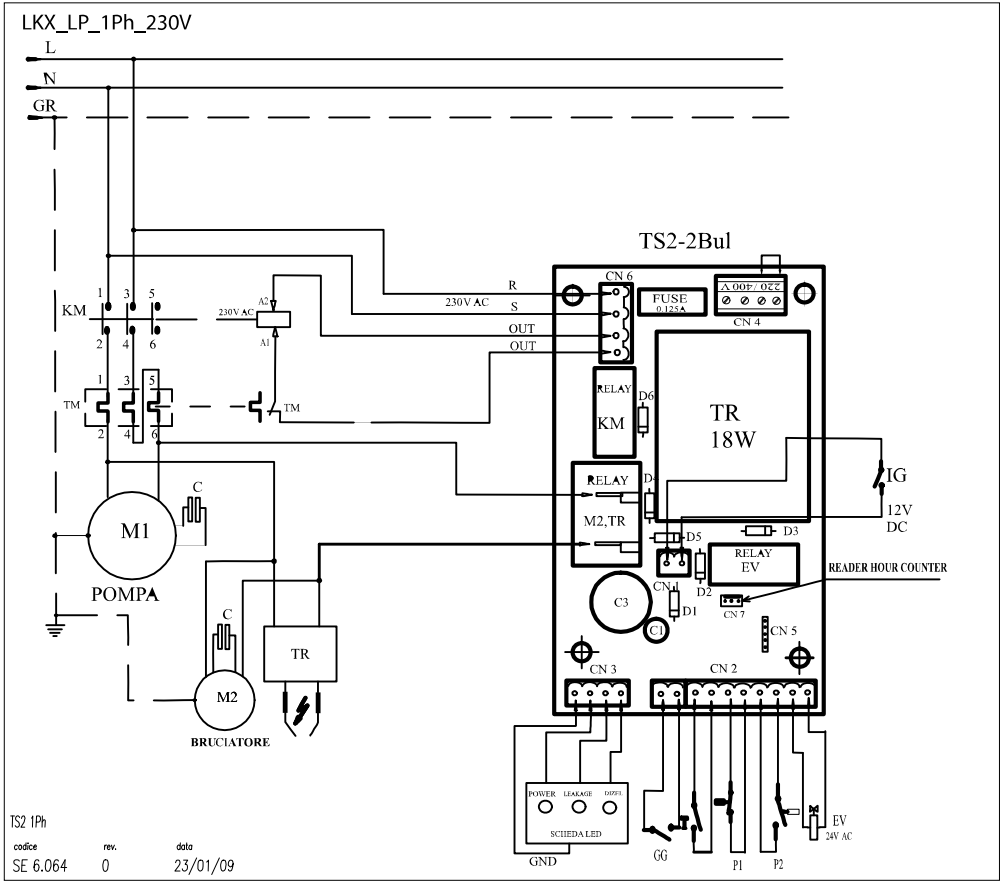 LKX_LP_1Ph_230V
L
N
GR
TS2-2Bul
CN 6
R
230V AC
S
OUT
OUT
FUSE
0,125A
220 / 400 V
CN 4
1 3 5
KM
2 4 6
A2
230V AC
A1
1 3 5
TM
2 4 6
TM
RELAY
KM
D6
TR
18W
RELAY
M2,TR
D4
D5
D3
IG
12V
DC
RELAY
EV
CN 1
D2
READER HOUR COUNTER
C3
D1
CN 7
C1
CN 5
C
M1
POMPA
C
TR
M2
BRUCIATORE
CN 3
CN 2
POWER LEAKAGE DIZEL
SCHEDA LED
GND
GG
P1
P2
EV
24V AC
TS2 1Ph
codice rev. data
SE 6.064 0 23/01/09